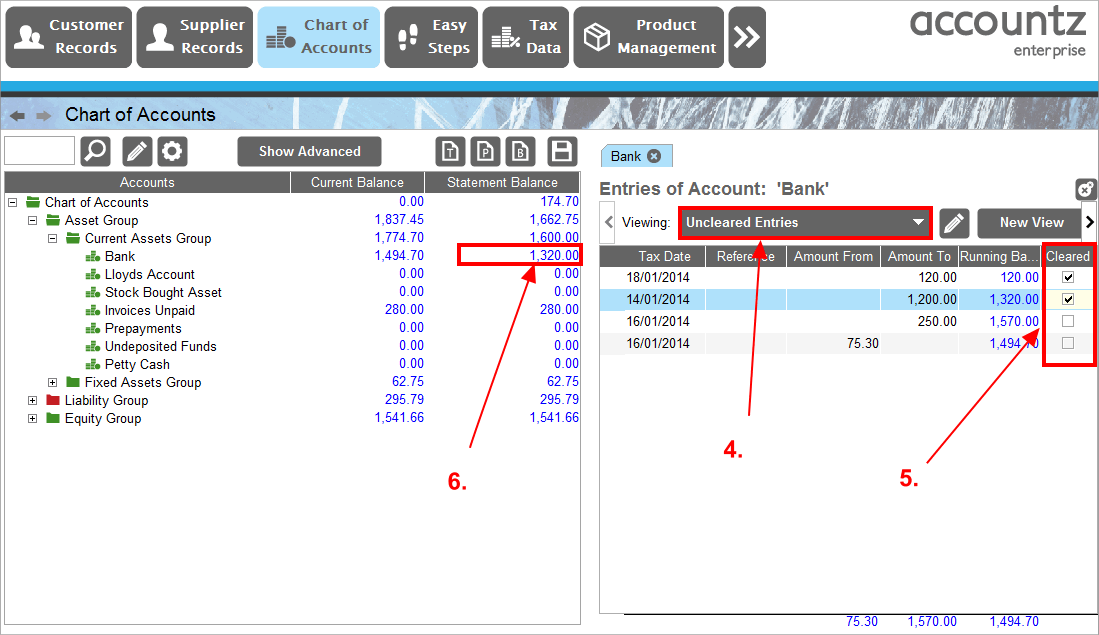 Customer Records
Supplier Records
Chart of Accounts
Easy Steps
Tax Data
Product Management
accountz
enterprise
Chart of Accounts
Show Advanced
T
P
B
Accounts Current Balance Statement Balance
Chart of Accounts 0.00 174.70
Asset Group 1,837.45 1,662.75
Current Assets Group 1,774.70 1,600.00
Bank 1,494.70 1,320.00
Lloyds Account 0.00 0.00
Stock Bought Asset 0.00 0.00
Invoices Unpaid 280.00 280.00
Prepayments 0.00 0.00
Undeposited Funds 0.00 0.00
Petty Cash 0.00 0.00
Fixed Assets Group 62.75 62.75
Liability Group 295.79 295.79
Equity Group 1,541.66 1,541.66
6.
Bank
Entries of Account: 'Bank'
Viewing: Uncleared Entries New View
Tax Date Reference Amount From Amount To Running Ba... Cleared
18/01/2014 120.00 120.00
14/01/2014 1,200.00 1,320.00
16/01/2014 250.00 1,570.00
16/01/2014 75.30 1,494.70
4.
5.
75.30 1,570.00 1,494.70